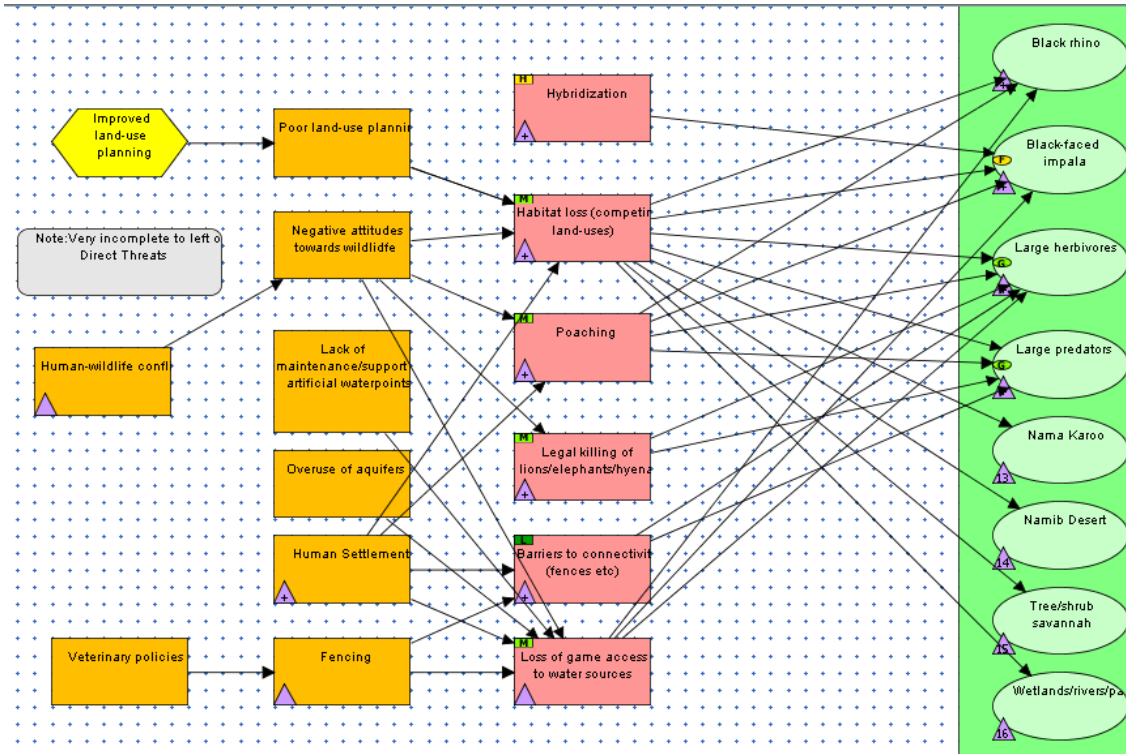 Improved
land-use
planning
Note:Very incomplete to left o
Direct Threats
Human-wildlife confl
Veterinary policies
Poor land-use plannin
Negative attitudes
towards wildlidfe
Lack of
maintenance/support
artificial waterpoints
Overuse of aquifers
Human Settlement
+
Fencing
H
Hybridization
+
M
Habitat loss (competin
land-uses)
+
M
Poaching
+
M
Legal killing of
lions/elephants/hyena
+
L
Barriers to connectivit
(fences etc)
+
M
Loss of game access
to water sources
Black rhino
Black-faced
impala
F
Large herbivores
G
Large predators
G
Nama Karoo
13
Namib Desert
14
Tree/shrub
savannah
15
Wetlands/rivers/pa
16